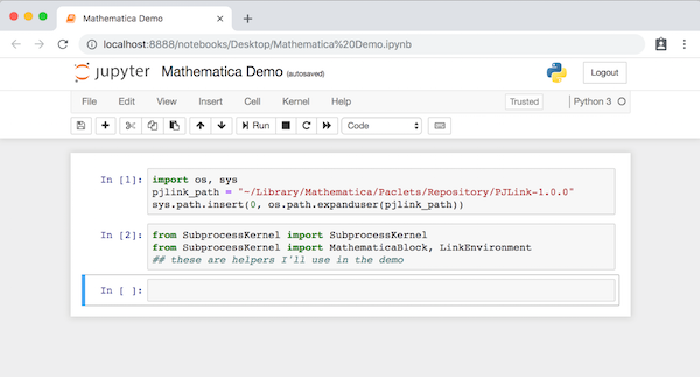 Mathematica Demo
localhost:8888/notebooks/Desktop/Mathematica%20Demo.ipynb
jupyter Mathematica Demo (autosaved) Logout
File Edit View Insert Cell Kernel Help Trusted Python 3
Run Code
In [1]: import os, sys
pjlink_path = "~/Library/Mathematica/Paclets/Repository/PJLink-1.0.0"
sys.path.insert(0, os.path.expanduser(pjlink_path))
In [2]: from SubprocessKernel import SubprocessKernel
from SubprocessKernel import MathematicaBlock, LinkEnvironment
## these are helpers I'll use in the demo
In [ ]: